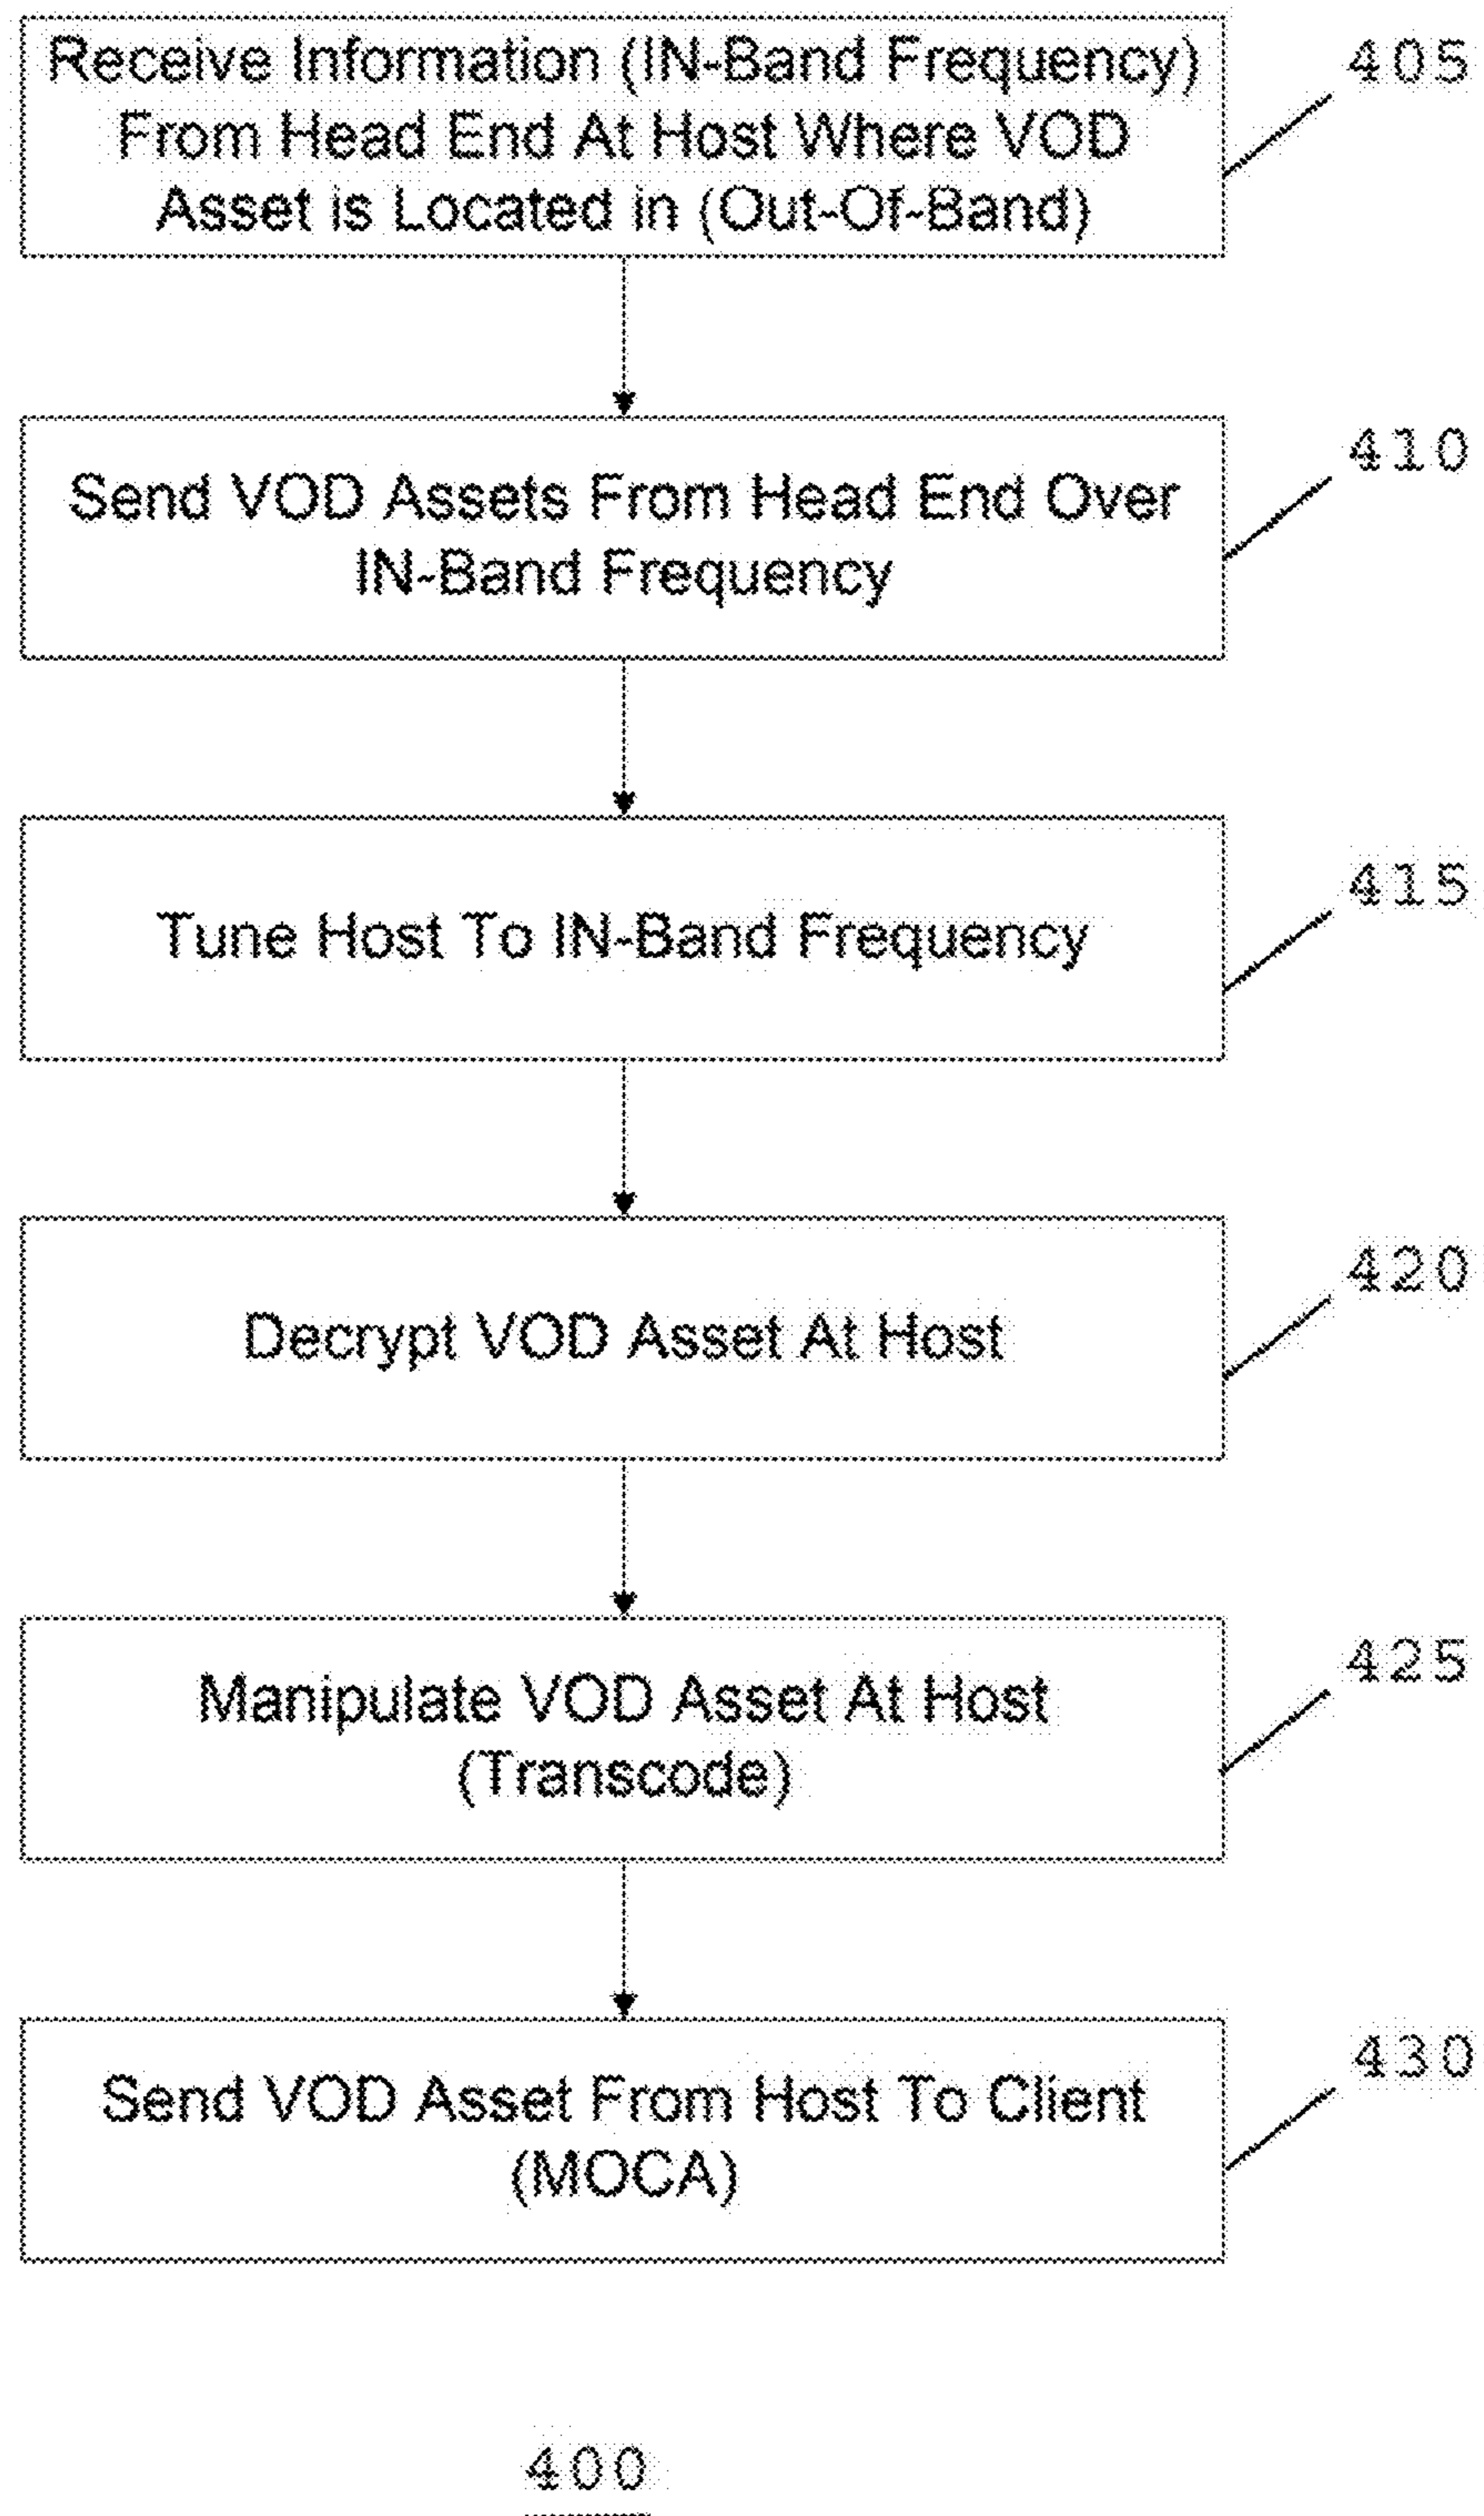 Receive Information (IN-Band Frequency)
From Head End At Host Where VOD
Asset is Located in (Out-Of-Band)
405
Send VOD Assets From Head End Over
IN-Band Frequency
410
Tune Host To IN-Band Frequency
415
Decrypt VOD Asset At Host
420
Manipulate VOD Asset At Host
(Transcode)
425
Send VOD Asset From Host To Client
(MOCA)
430
400